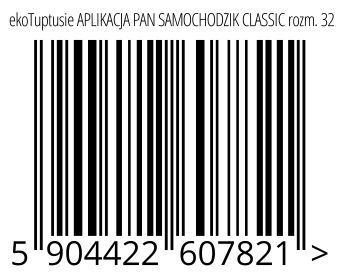 ekoTuptusie APLIKACJA PAN SAMOCHODZIK CLASSIC rozm. 32
5 904422 607821 >